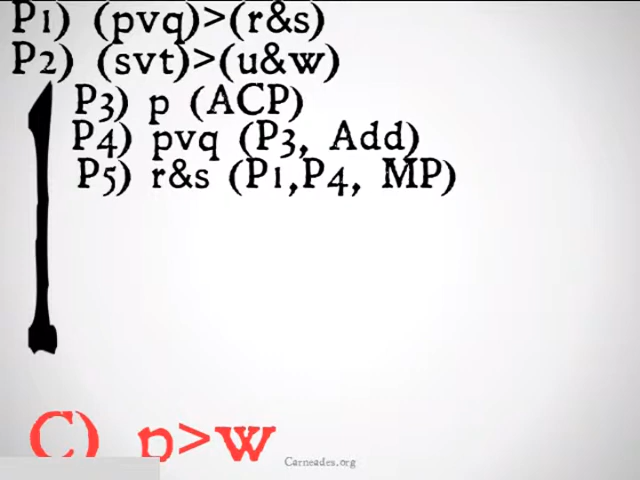 P1) (pvq)>(r&s)
P2) (svt)>(u&w)
P3) p (ACP)
P4) pvq (P3, Add)
P5) r&s (P1,P4, MP)
C) p>w
Carneades.org